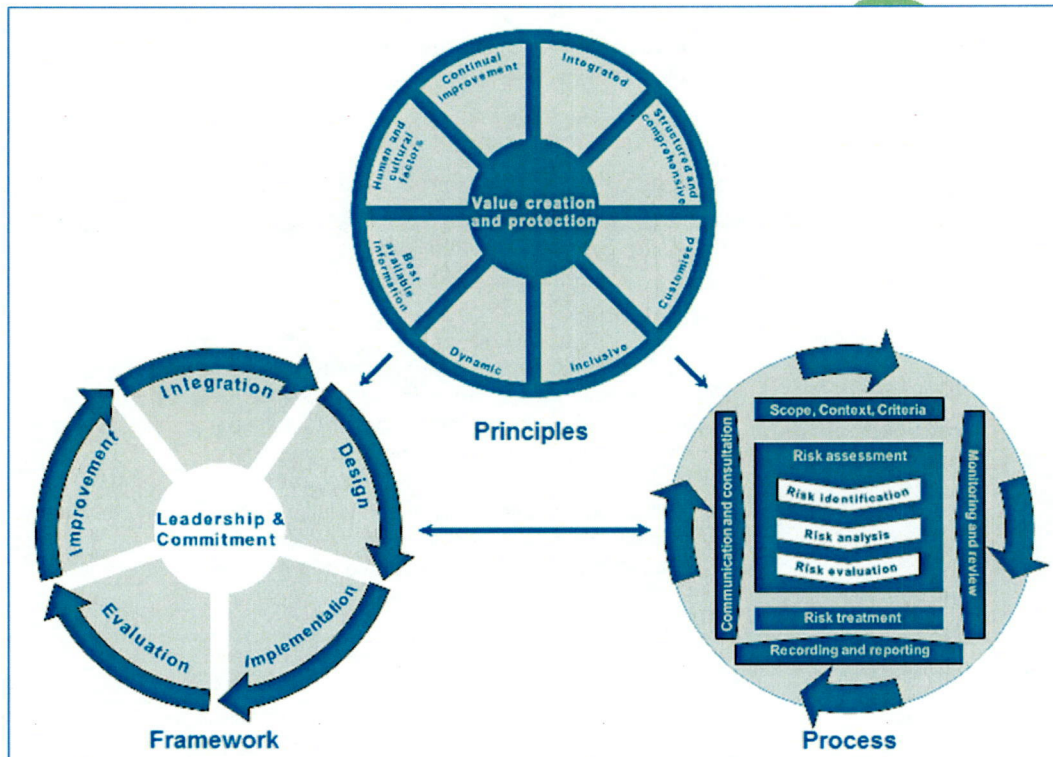 Continual
Improvement
Integrated
Structured and
comprehensive
Customised
Inclusive
Dynamic
Best
available
information
Human and
cultural
factors
Value creation
and protection
Principles
Integration
Design
Implementation
Evaluation
Improvement
Leadership &
Commitment
Framework
Scope, Context, Criteria
Communication and consultation
Monitoring and review
Risk assessment
Risk identification
Risk analysis
Risk evaluation
Risk treatment
Recording and reporting
Process